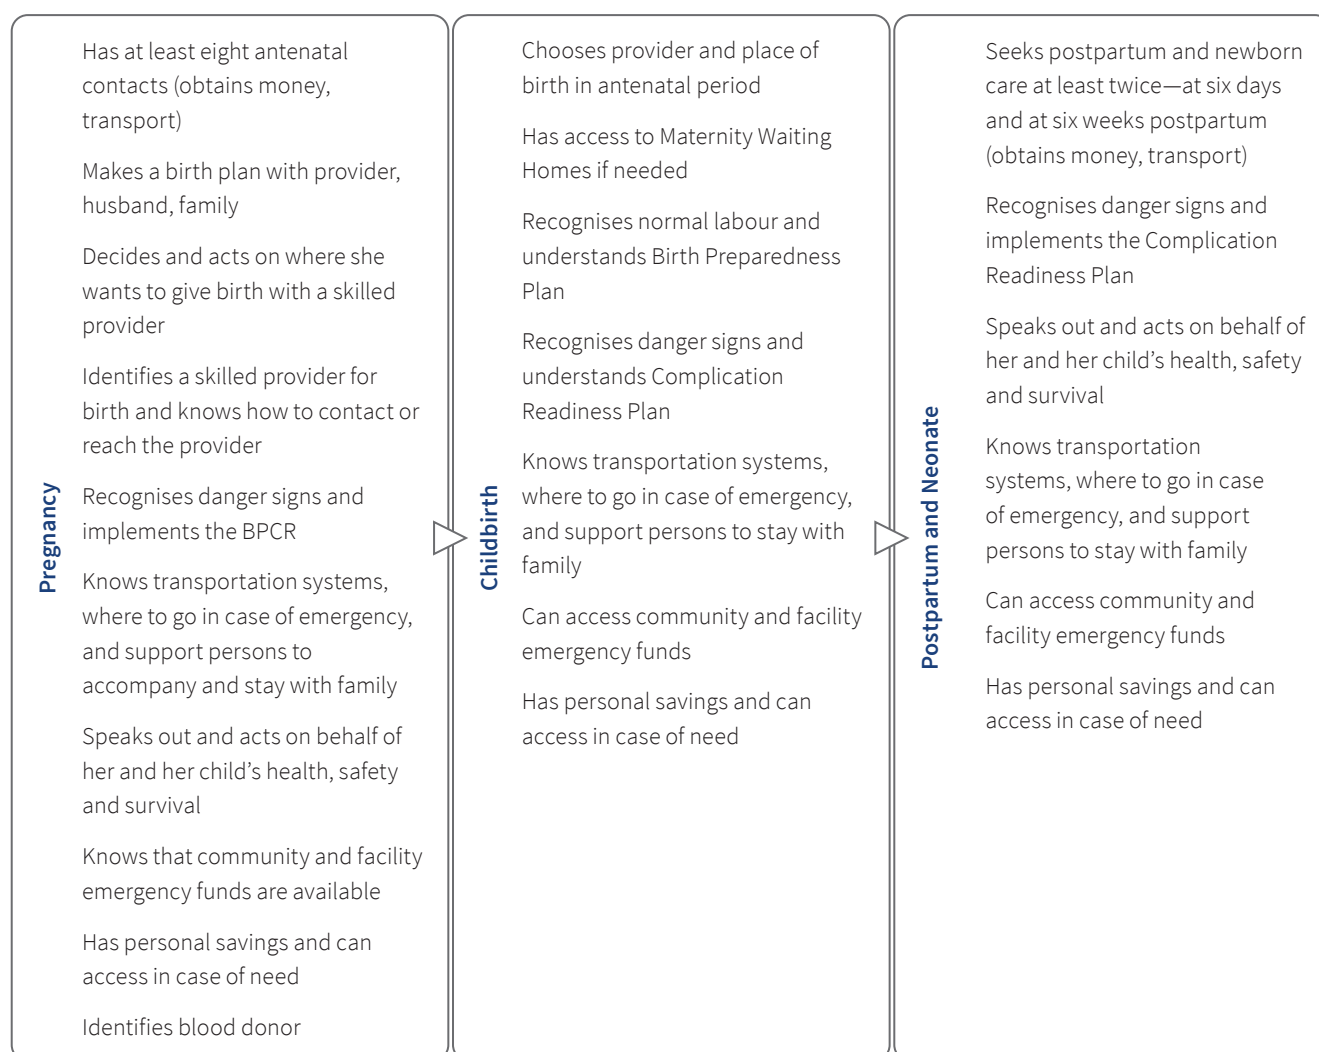 Pregnancy
Has at least eight antenatal
contacts (obtains money,
transport)
Makes a birth plan with provider,
husband, family
Decides and acts on where she
wants to give birth with a skilled
provider
Identifies a skilled provider for
birth and knows how to contact or
reach the provider
Recognises danger signs and
implements the BPCR
Knows transportation systems,
where to go in case of emergency,
and support persons to
accompany and stay with family
Speaks out and acts on behalf of
her and her child’s health, safety
and survival
Knows that community and facility
emergency funds are available
Has personal savings and can
access in case of need
Identifies blood donor
Childbirth
Chooses provider and place of
birth in antenatal period
Has access to Maternity Waiting
Homes if needed
Recognises normal labour and
understands Birth Preparedness
Plan
Recognises danger signs and
understands Complication
Readiness Plan
Knows transportation systems,
where to go in case of emergency,
and support persons to stay with
family
Can access community and facility
emergency funds
Has personal savings and can
access in case of need
Postpartum and Neonate
Seeks postpartum and newborn
care at least twice—at six days
and at six weeks postpartum
(obtains money, transport)
Recognises danger signs and
implements the Complication
Readiness Plan
Speaks out and acts on behalf of
her and her child’s health, safety
and survival
Knows transportation
systems, where to go in case
of emergency, and support
persons to stay with family
Can access community and
facility emergency funds
Has personal savings and can
access in case of need